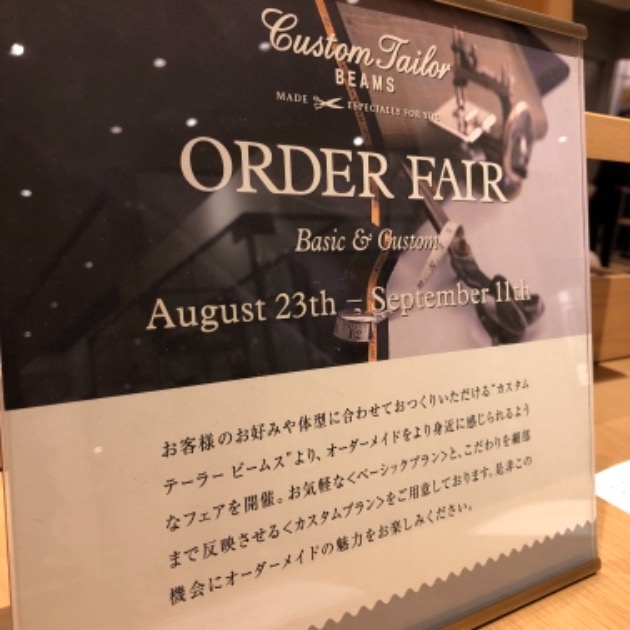 Custom Tailor
BEAMS
MADE ESPECIALLY FOR YOU
ORDER FAIR
Basic & Custom
August 23th – September 11th
お客様のお好みや体型に合わせておつくりいただける“カスタム
テーラー ビームス”より、オーダーメイドをより身近に感じられるよう
なフェアを開催。お気軽なくベーシックプラン>と、こだわりを細部
まで反映させる<カスタムプラン>をご用意しております。是非この
機会にオーダーメイドの魅力をお楽しみください。